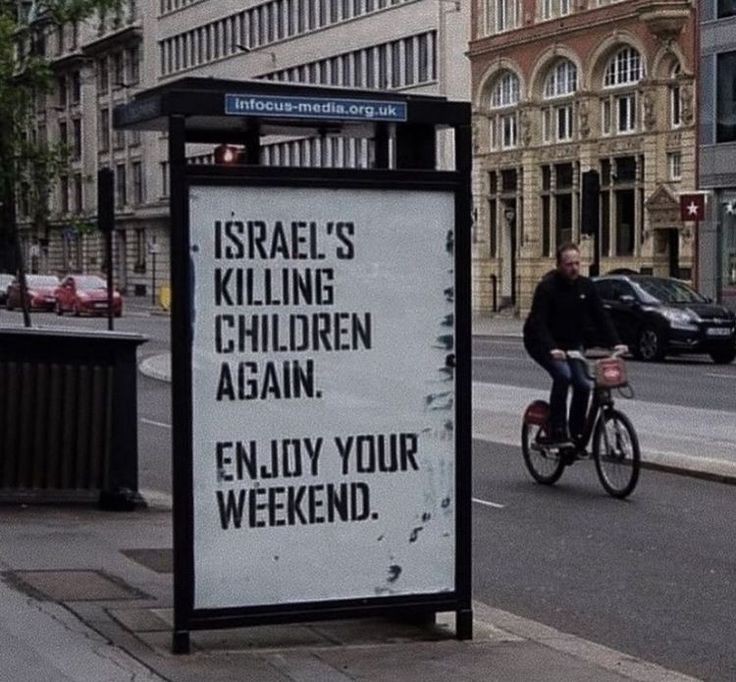 infocus-media.org.uk
ISRAEL'S
KILLING
CHILDREN
AGAIN.
ENJOY YOUR
WEEKEND.